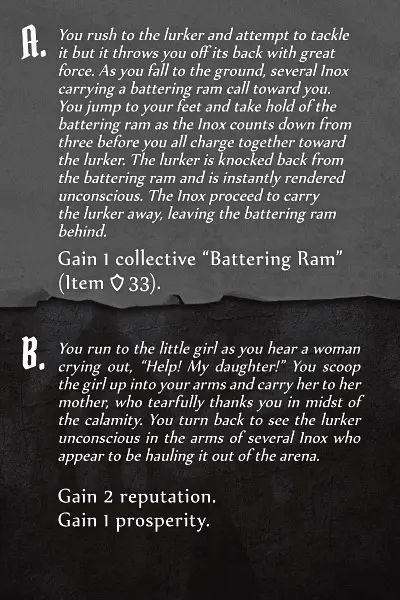 A. You rush to the lurker and attempt to tackle
it but it throws you off its back with great
force. As you fall to the ground, several Inox
carrying a battering ram call toward you.
You jump to your feet and take hold of the
battering ram as the Inox counts down from
three before you all charge together toward
the lurker. The lurker is knocked back from
the battering ram and is instantly rendered
unconscious. The Inox proceed to carry
the lurker away, leaving the battering ram
behind.
Gain 1 collective “Battering Ram”
(Item 33).
B. You run to the little girl as you hear a woman
crying out, “Help! My daughter!” You scoop
the girl up into your arms and carry her to her
mother, who tearfully thanks you in midst of
the calamity. You turn back to see the lurker
unconscious in the arms of several Inox who
appear to be hauling it out of the arena.
Gain 2 reputation.
Gain 1 prosperity.